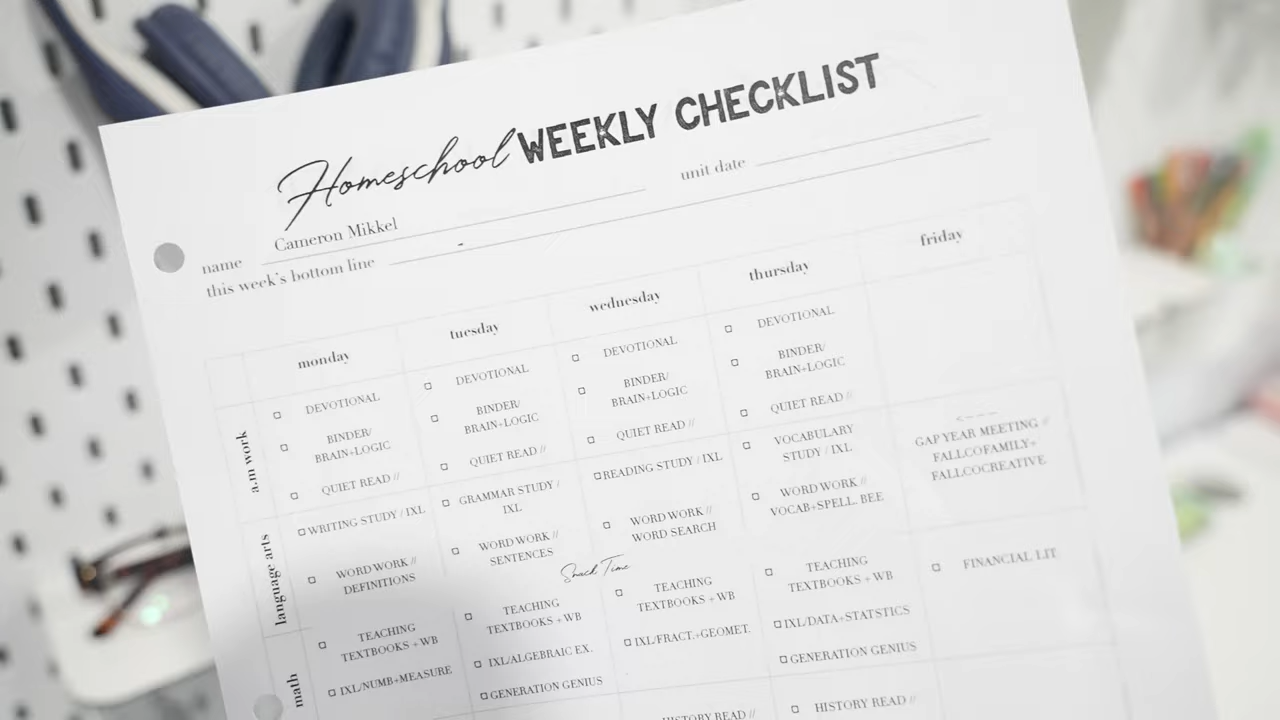 Homeschool WEEKLY CHECKLIST
name Cameron Mikkel unit date
this week's bottom line -
monday tuesday wednesday thursday friday
a.m work
DEVOTIONAL
BINDER/
BRAIN+LOGIC
QUIET READ //
DEVOTIONAL
BINDER/
BRAIN+LOGIC
QUIET READ //
DEVOTIONAL
BINDER/
BRAIN+LOGIC
QUIET READ //
DEVOTIONAL
BINDER/
BRAIN+LOGIC
QUIET READ //
language arts
WRITING STUDY / IXL
WORD WORK //
DEFINITIONS
GRAMMAR STUDY /
IXL
WORD WORK //
SENTENCES
READING STUDY / IXL
WORD WORK //
WORD SEARCH
VOCABULARY
STUDY / IXL
WORD WORK //
VOCAB+SPELL. BEE
GAP YEAR MEETING //
FALLCOFAMILY+
FALLCOCREATIVE
Snack Time
math
TEACHING
TEXTBOOKS + WB
IXL/NUMB+MEASURE
TEACHING
TEXTBOOKS + WB
IXL/ALGEBRAIC EX.
GENERATION GENIUS
TEACHING
TEXTBOOKS + WB
IXL/FRACT.+GEOMET.
TEACHING
TEXTBOOKS + WB
IXL/DATA+STATSTICS
GENERATION GENIUS
FINANCIAL LIT
HISTORY READ //
HISTORY READ //